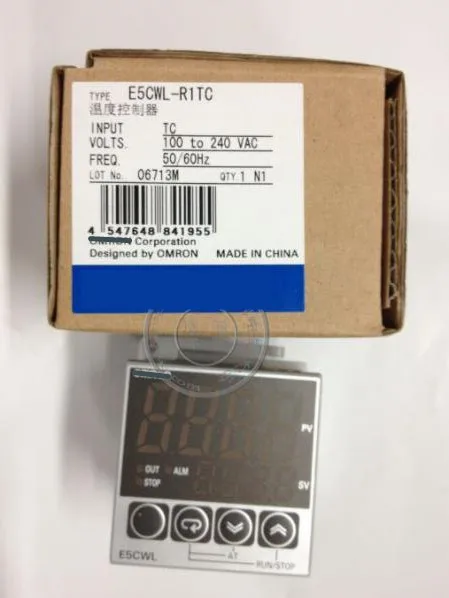 TYPE E5CWL-R1TC
温度控制器
INPUT TC
VOLTS. 100 to 240 VAC
FREQ. 50/60Hz
LOT No. 06713M QTY.1 N1
4 547648 841955
Corporation
Designed by OMRON MADE IN CHINA
PV
OUT ALM
STOP
SV
E5CWL
AT
RUN/STOP